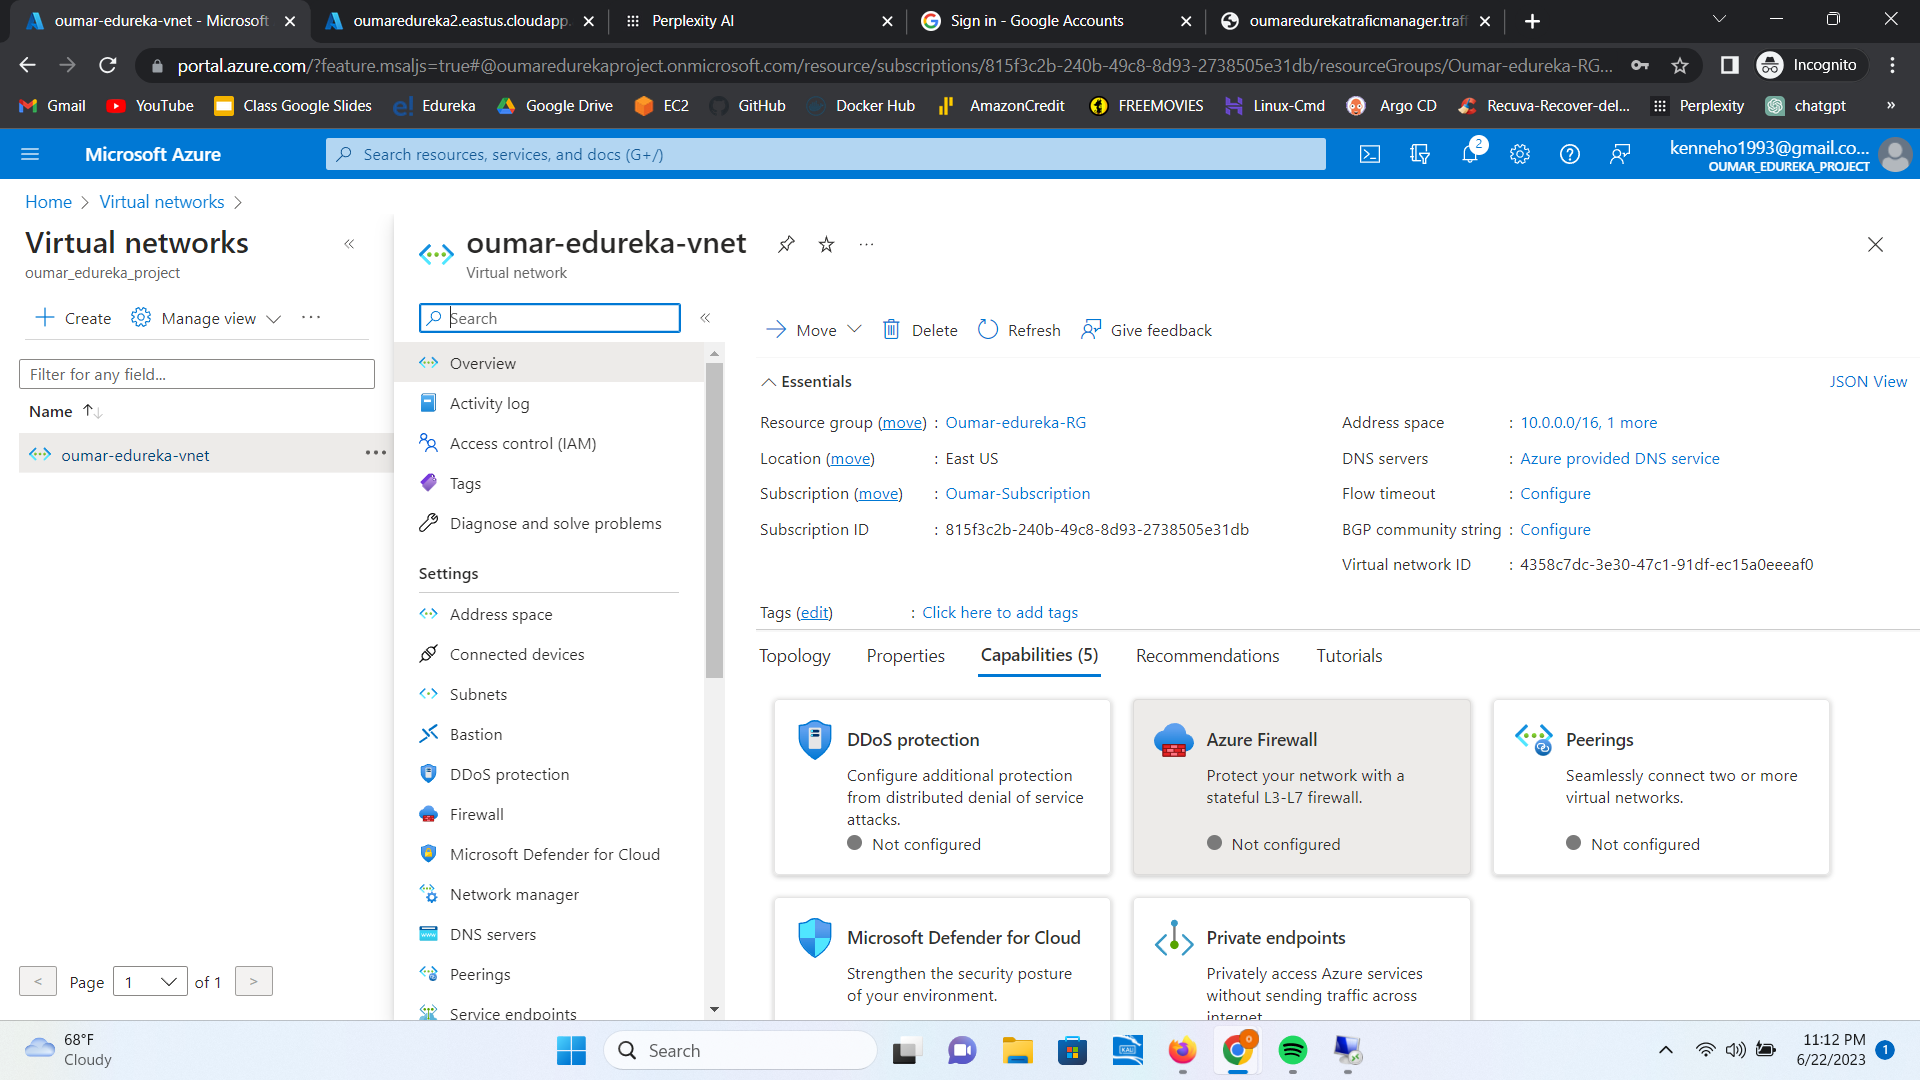 oumar-edureka-vnet - Microsoft
oumaredureka2.eastus.cloudapp.
Perplexity AI
Sign in - Google Accounts
oumaredurekatraficmanager.traff
portal.azure.com/?feature.msaljs=true#@oumaredurekaproject.onmicrosoft.com/resource/subscriptions/815f3c2b-240b-49c8-8d93-2738505e31db/resourceGroups/Oumar-edureka-RG...
Incognito
Gmail
YouTube
Class Google Slides
Edureka
Google Drive
EC2
GitHub
Docker Hub
AmazonCredit
FREEMOVIES
Linux-Cmd
Argo CD
Recuva-Recover-del...
Perplexity
chatgpt
»
Microsoft Azure
Search resources, services, and docs (G+/)
2
kenneho1993@gmail.co...
OUMAR_EDUREKA_PROJECT
Home > Virtual networks >
Virtual networks
oumar_edureka_project
Create
Manage view
...
Filter for any field...
Name
oumar-edureka-vnet
...
< Page 1 of 1 >
oumar-edureka-vnet
...
Virtual network
Search
Overview
Activity log
Access control (IAM)
Tags
Diagnose and solve problems
Settings
Address space
Connected devices
Subnets
Bastion
DDoS protection
Firewall
Microsoft Defender for Cloud
Network manager
DNS servers
Peerings
Service endpoints
Move
Delete
Refresh
Give feedback
Essentials
JSON View
Resource group (move) : Oumar-edureka-RG
Location (move) : East US
Subscription (move) : Oumar-Subscription
Subscription ID : 815f3c2b-240b-49c8-8d93-2738505e31db
Address space : 10.0.0.0/16, 1 more
DNS servers : Azure provided DNS service
Flow timeout : Configure
BGP community string : Configure
Virtual network ID : 4358c7dc-3e30-47c1-91df-ec15a0eeeaf0
Tags (edit) : Click here to add tags
Topology
Properties
Capabilities (5)
Recommendations
Tutorials
DDoS protection
Configure additional protection
from distributed denial of service
attacks.
Not configured
Azure Firewall
Protect your network with a
stateful L3-L7 firewall.
Not configured
Peerings
Seamlessly connect two or more
virtual networks.
Not configured
Microsoft Defender for Cloud
Strengthen the security posture
of your environment.
Private endpoints
Privately access Azure services
without sending traffic across
internet.
68°F
Cloudy
Search
KALI
11:12 PM
6/22/2023
1